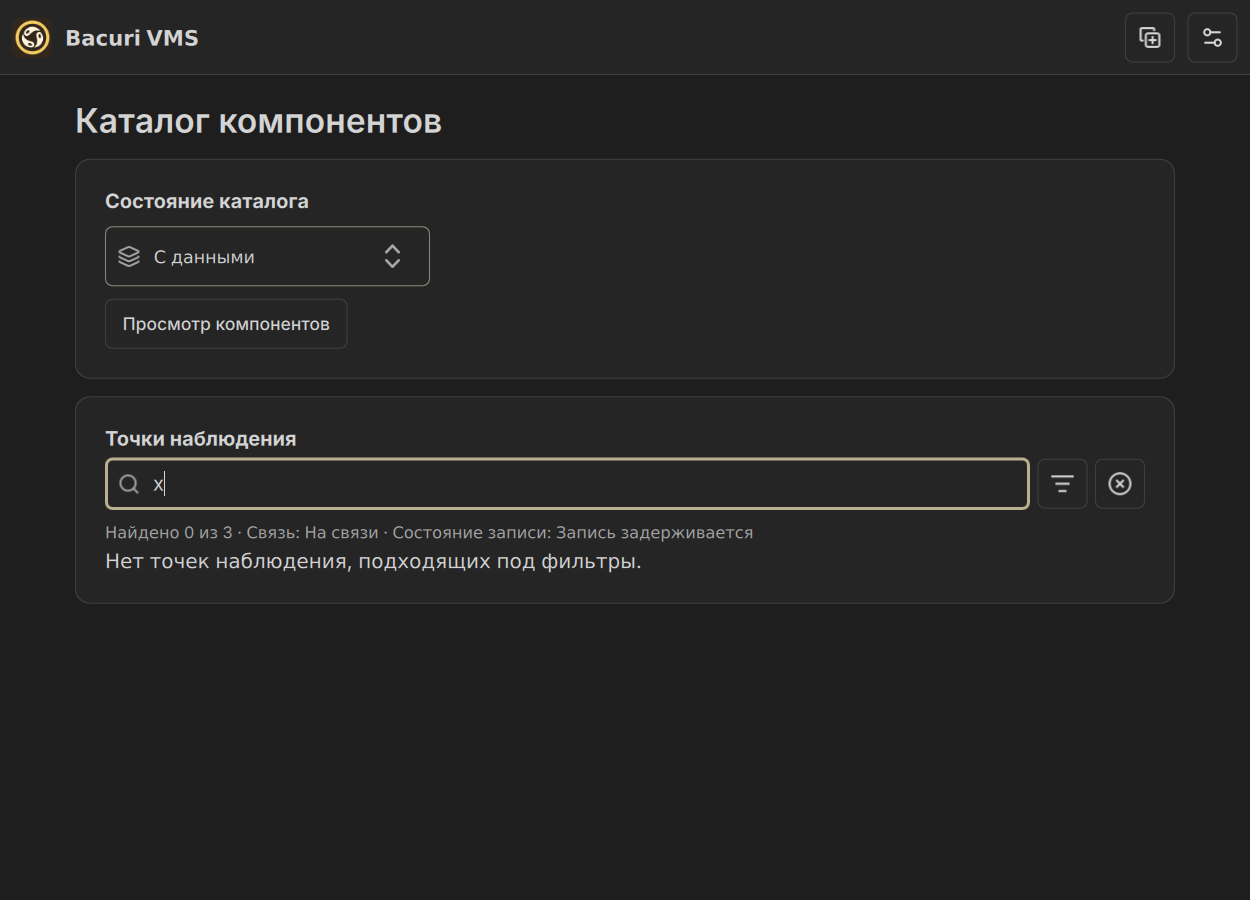 Bacuri VMS
Каталог компонентов
Состояние каталога
С данными
Просмотр компонентов
Точки наблюдения
x
Найдено 0 из 3 · Связь: На связи · Состояние записи: Запись задерживается
Нет точек наблюдения, подходящих под фильтры.